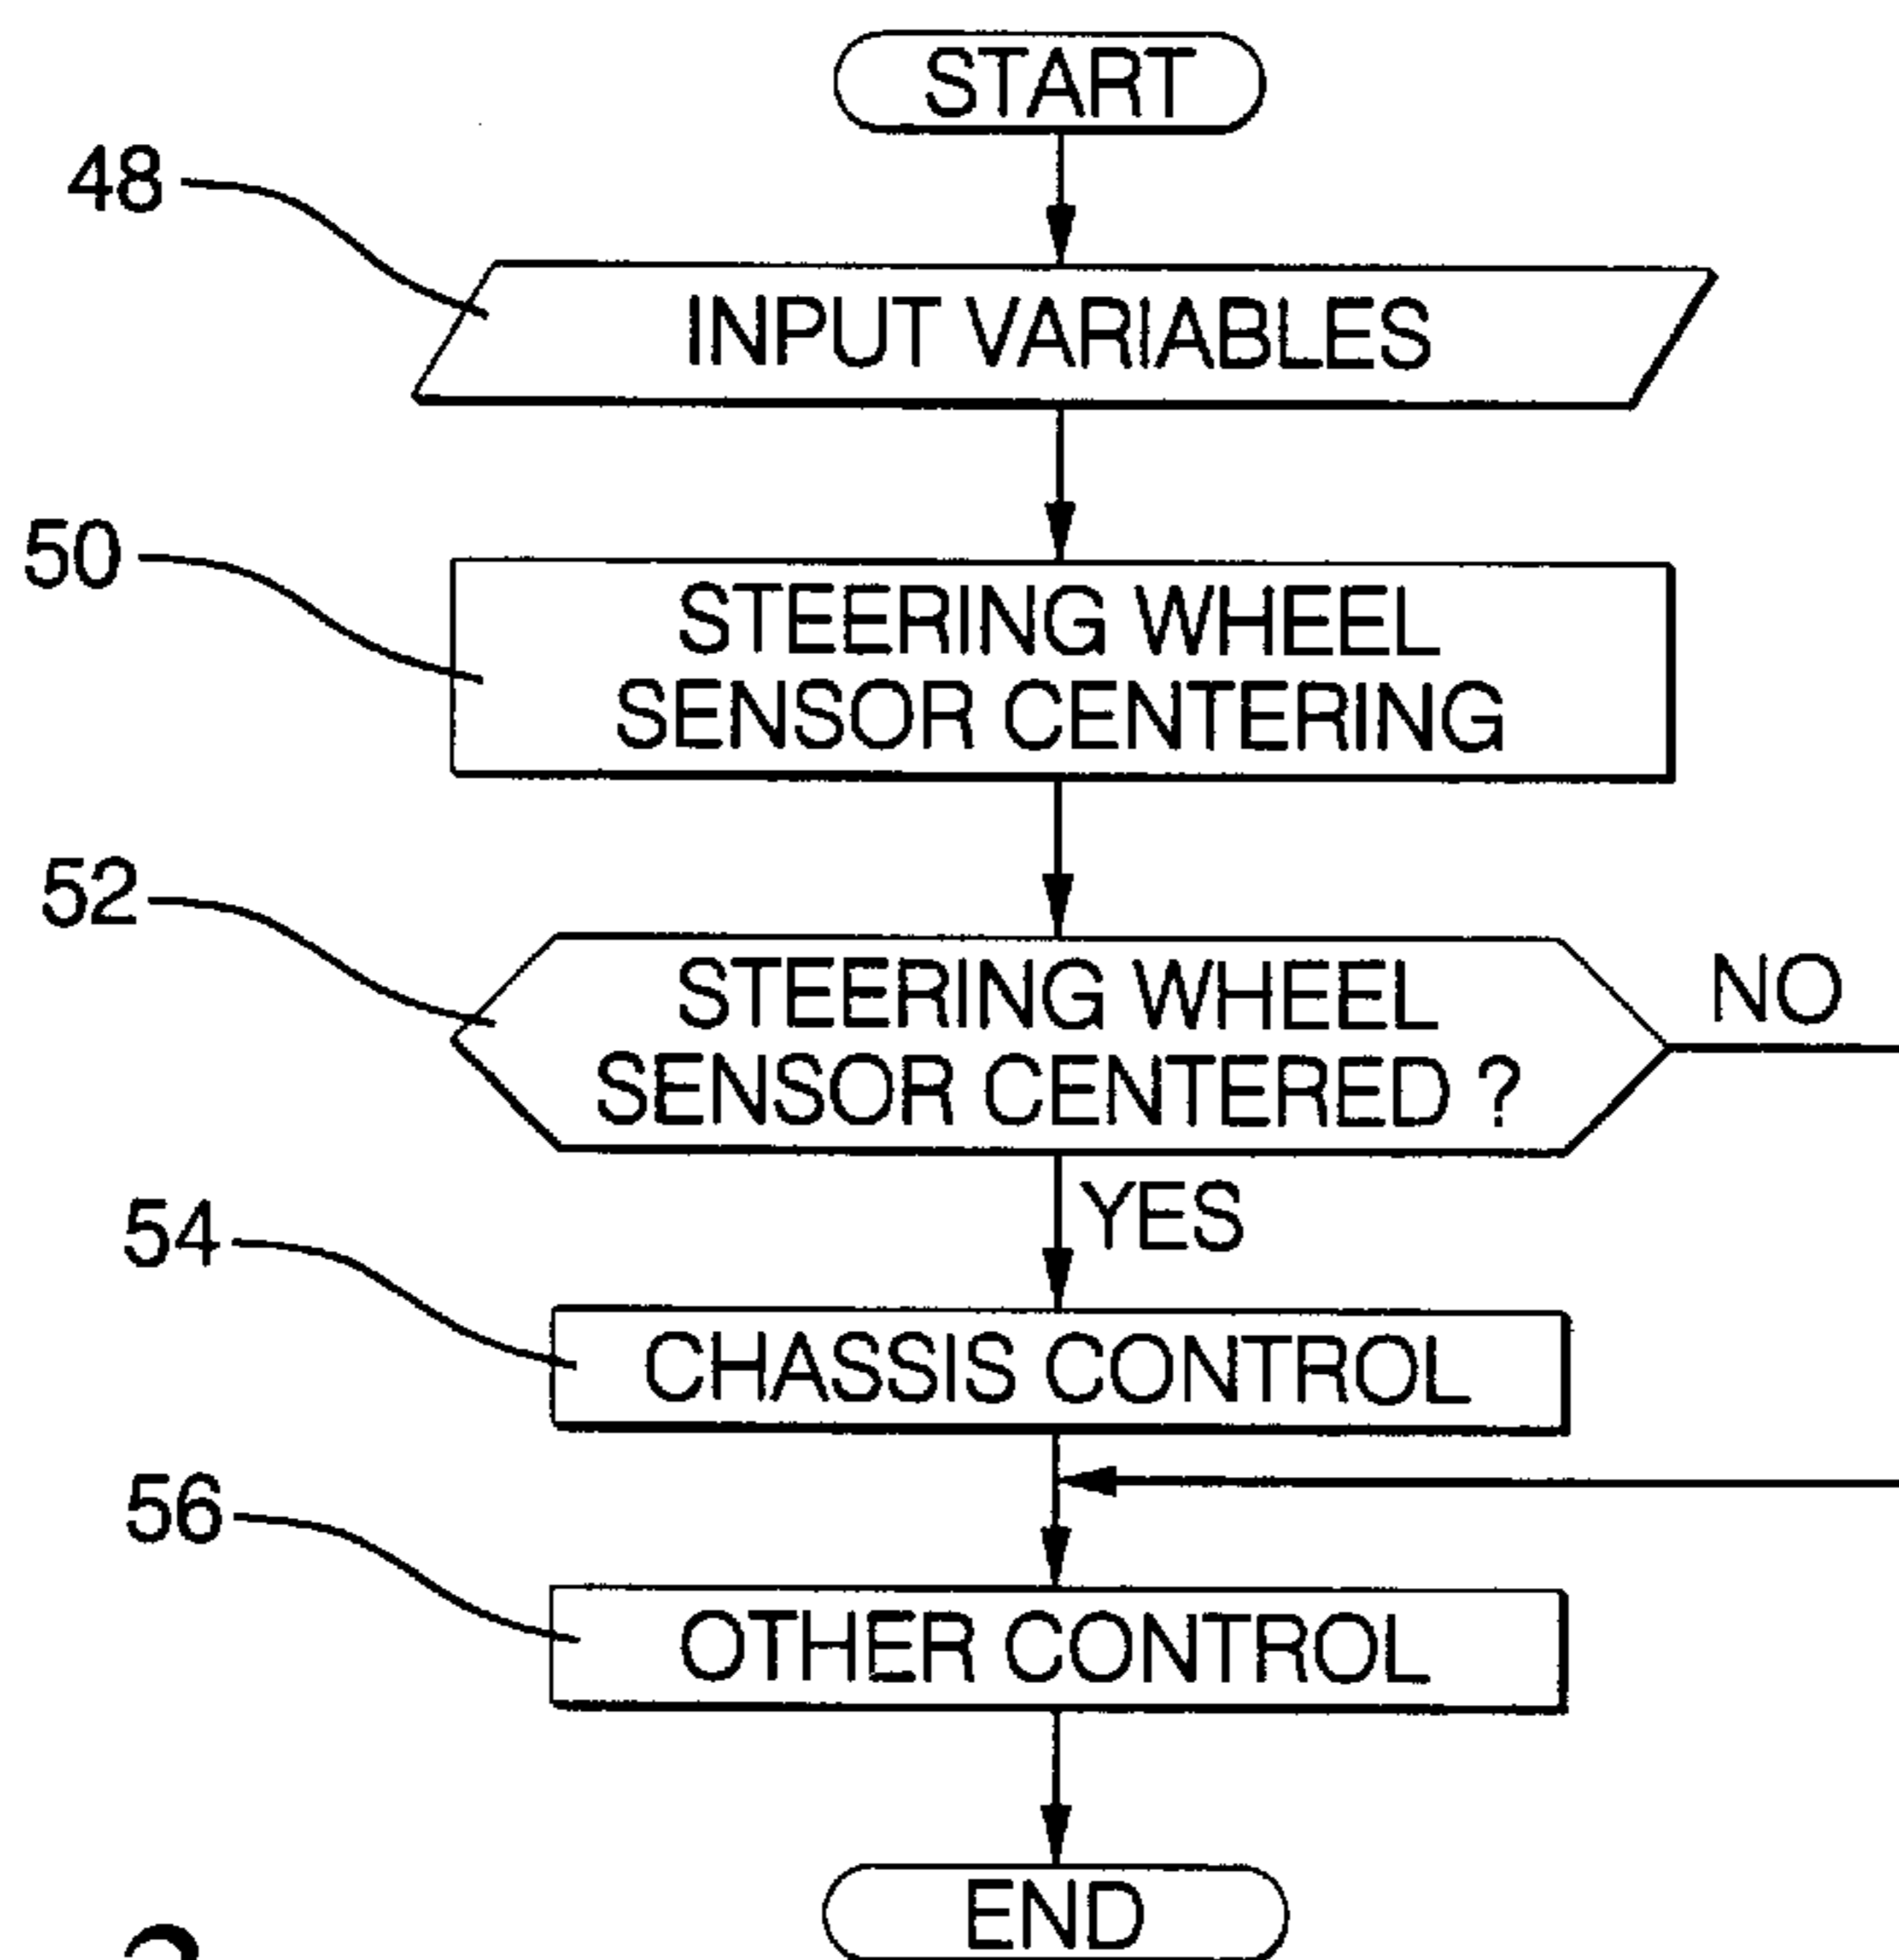 START
48
INPUT VARIABLES
50
STEERING WHEEL
SENSOR CENTERING
52
STEERING WHEEL
SENSOR CENTERED ?
NO
YES
54
CHASSIS CONTROL
56
OTHER CONTROL
END